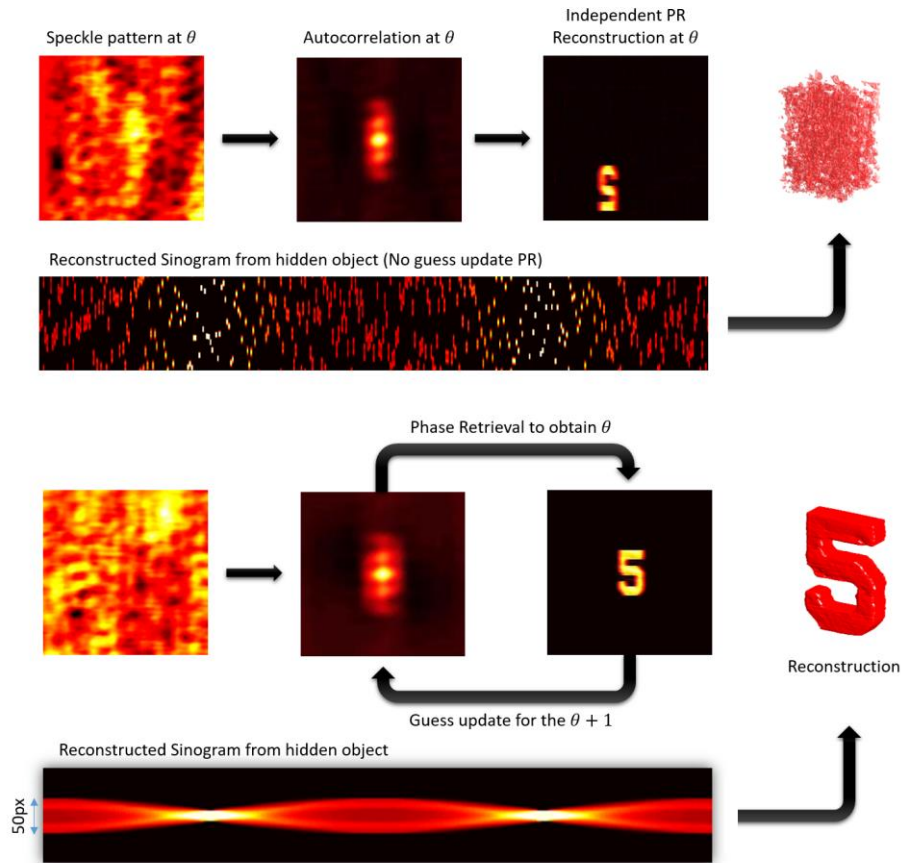 Speckle pattern at θ
Autocorrelation at θ
Independent PR
Reconstruction at θ
Reconstructed Sinogram from hidden object (No guess update PR)
Phase Retrieval to obtain θ
5
Reconstruction
Guess update for the θ + 1
Reconstructed Sinogram from hidden object
50px